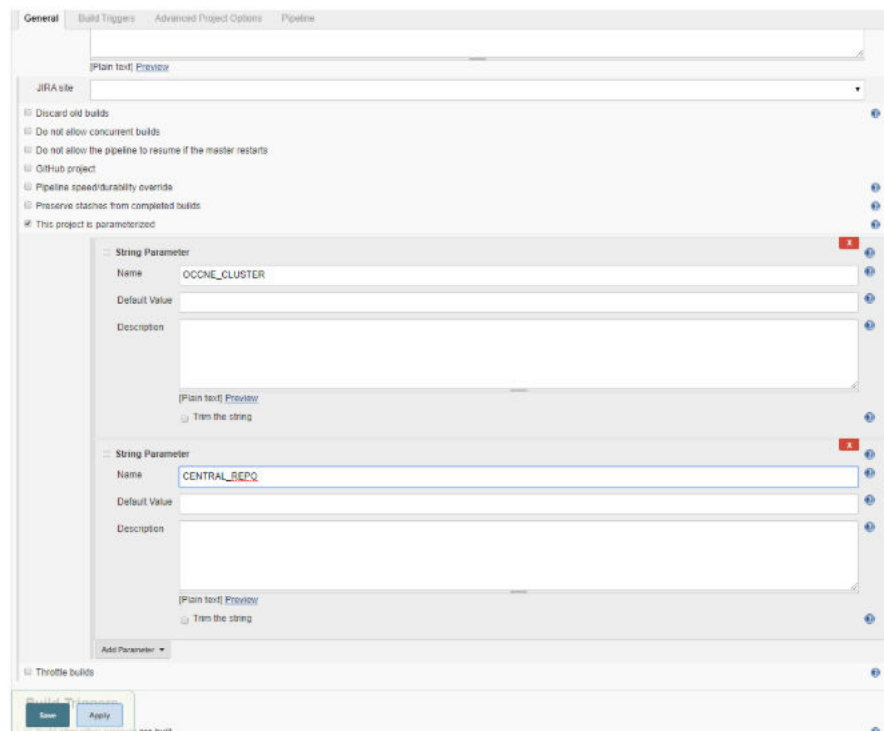 General Build Triggers Advanced Project Options Pipeline
[Plain text] Preview
JIRA site
Discard old builds
Do not allow concurrent builds
Do not allow the pipeline to resume if the master restarts
GitHub project
Pipeline speed/durability override
Preserve stashes from completed builds
This project is parameterized
X
String Parameter
Name OCCNE_CLUSTER
Default Value
Description
[Plain text] Preview
Trim the string
X
String Parameter
Name CENTRAL_REPO
Default Value
Description
[Plain text] Preview
Trim the string
Add Parameter
Throttle builds
Build Triggers
Save Apply
are built